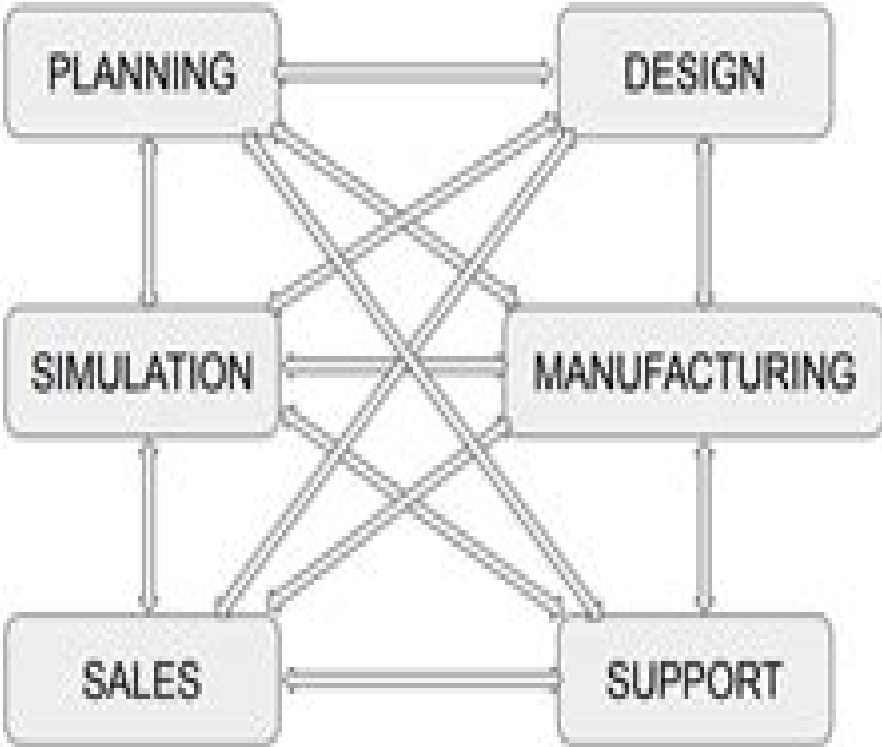 PLANNING
DESIGN
SIMULATION
MANUFACTURING
SALES
SUPPORT